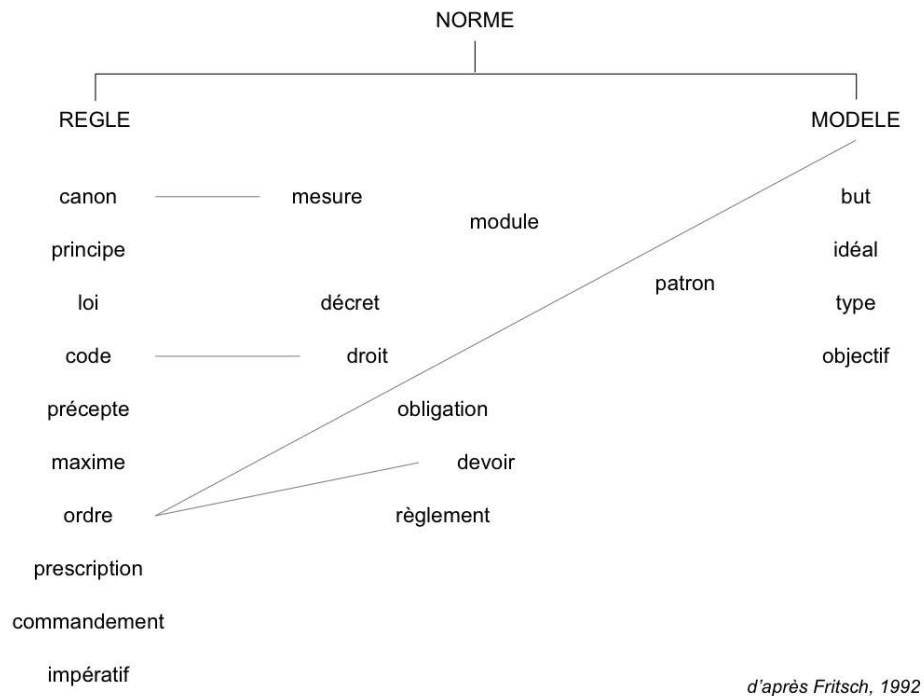 NORME
REGLE MODELE
canon mesure but
module
principe idéal
patron
loi décret type
code droit objectif
précepte obligation
maxime devoir
ordre règlement
prescription
commandement
impératif
d'après Fritsch, 1992